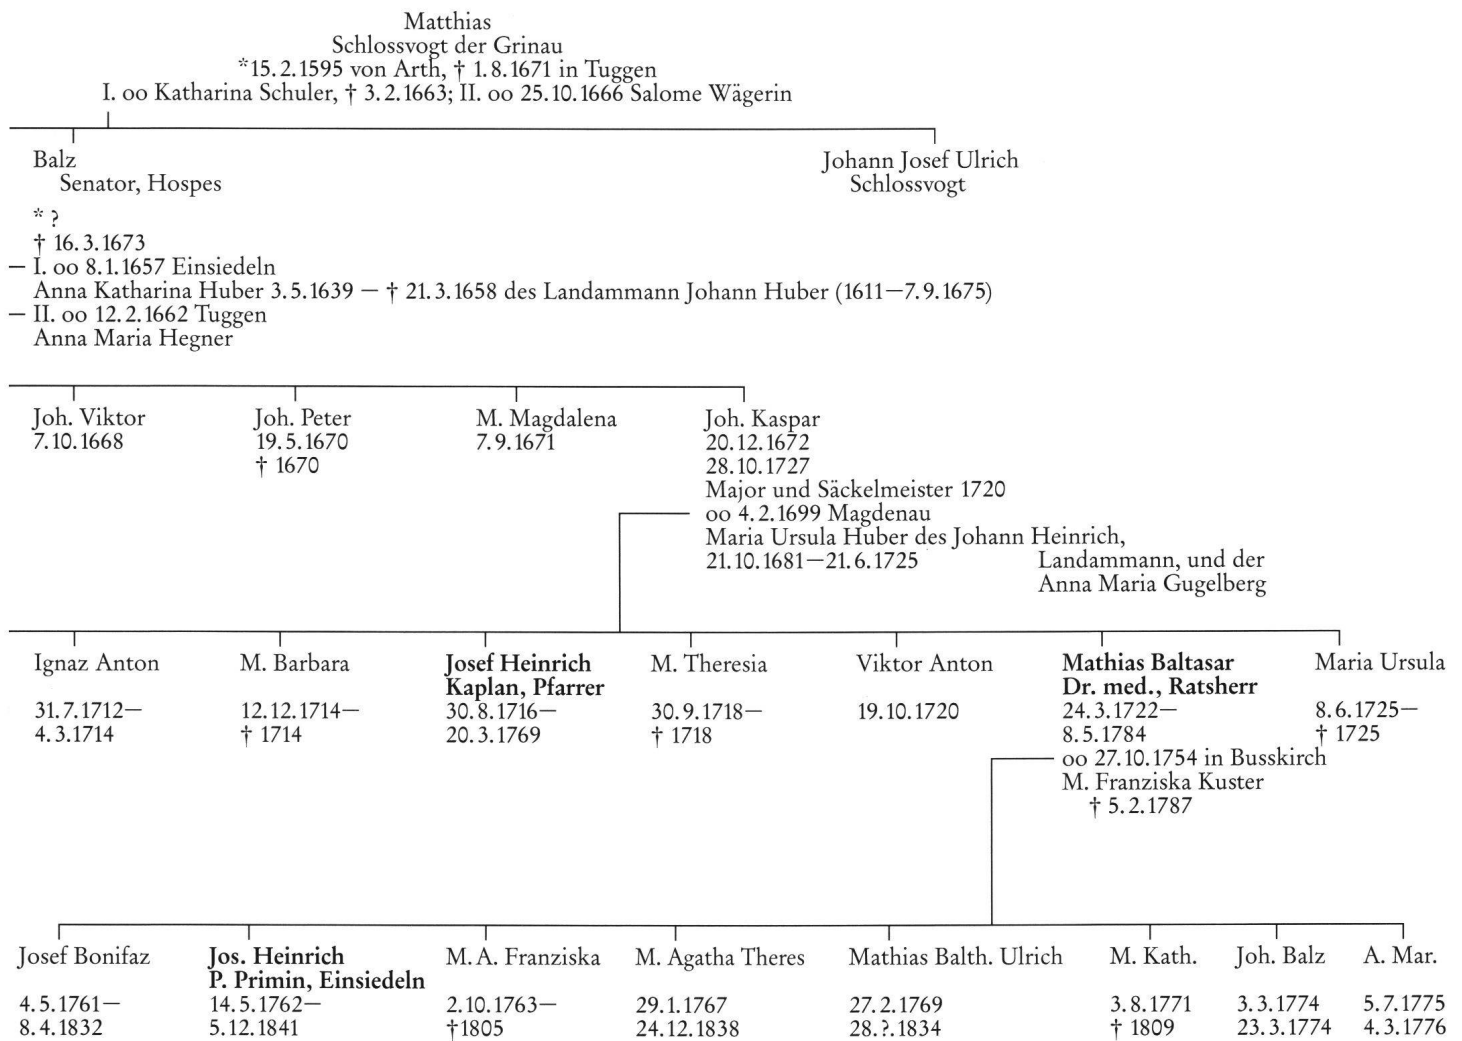 Matthias
Schlossvogt der Grinau
*15.2.1595 von Arth, † 1.8.1671 in Tuggen
I. oo Katharina Schuler, † 3.2.1663; II. oo 25.10.1666 Salome Wägerin
Balz
Senator, Hospes
* ?
† 16.3.1673
— I. oo 8.1.1657 Einsiedeln
Anna Katharina Huber 3.5.1639 — † 21.3.1658 des Landammann Johann Huber (1611—7.9.1675)
— II. oo 12.2.1662 Tuggen
Anna Maria Hegner
Johann Josef Ulrich
Schlossvogt
Joh. Viktor
7.10.1668
Joh. Peter
19.5.1670
† 1670
M. Magdalena
7.9.1671
Joh. Kaspar
20.12.1672
28.10.1727
Major und Säckelmeister 1720
oo 4.2.1699 Magdenau
Maria Ursula Huber des Johann Heinrich,
21.10.1681—21.6.1725 Landammann, und der
Anna Maria Gugelberg
Ignaz Anton
31.7.1712—
4.3.1714
M. Barbara
12.12.1714—
† 1714
Josef Heinrich
Kaplan, Pfarrer
30.8.1716—
20.3.1769
M. Theresia
30.9.1718—
† 1718
Viktor Anton
19.10.1720
Mathias Baltasar
Dr. med., Ratsherr
24.3.1722—
8.5.1784
oo 27.10.1754 in Busskirch
M. Franziska Kuster
† 5.2.1787
Maria Ursula
8.6.1725—
† 1725
Josef Bonifaz
4.5.1761—
8.4.1832
Jos. Heinrich
P. Primin, Einsiedeln
14.5.1762—
5.12.1841
M. A. Franziska
2.10.1763—
†1805
M. Agatha Theres
29.1.1767
24.12.1838
Mathias Balth. Ulrich
27.2.1769
28.?.1834
M. Kath.
3.8.1771
† 1809
Joh. Balz
3.3.1774
23.3.1774
A. Mar.
5.7.1775
4.3.1776